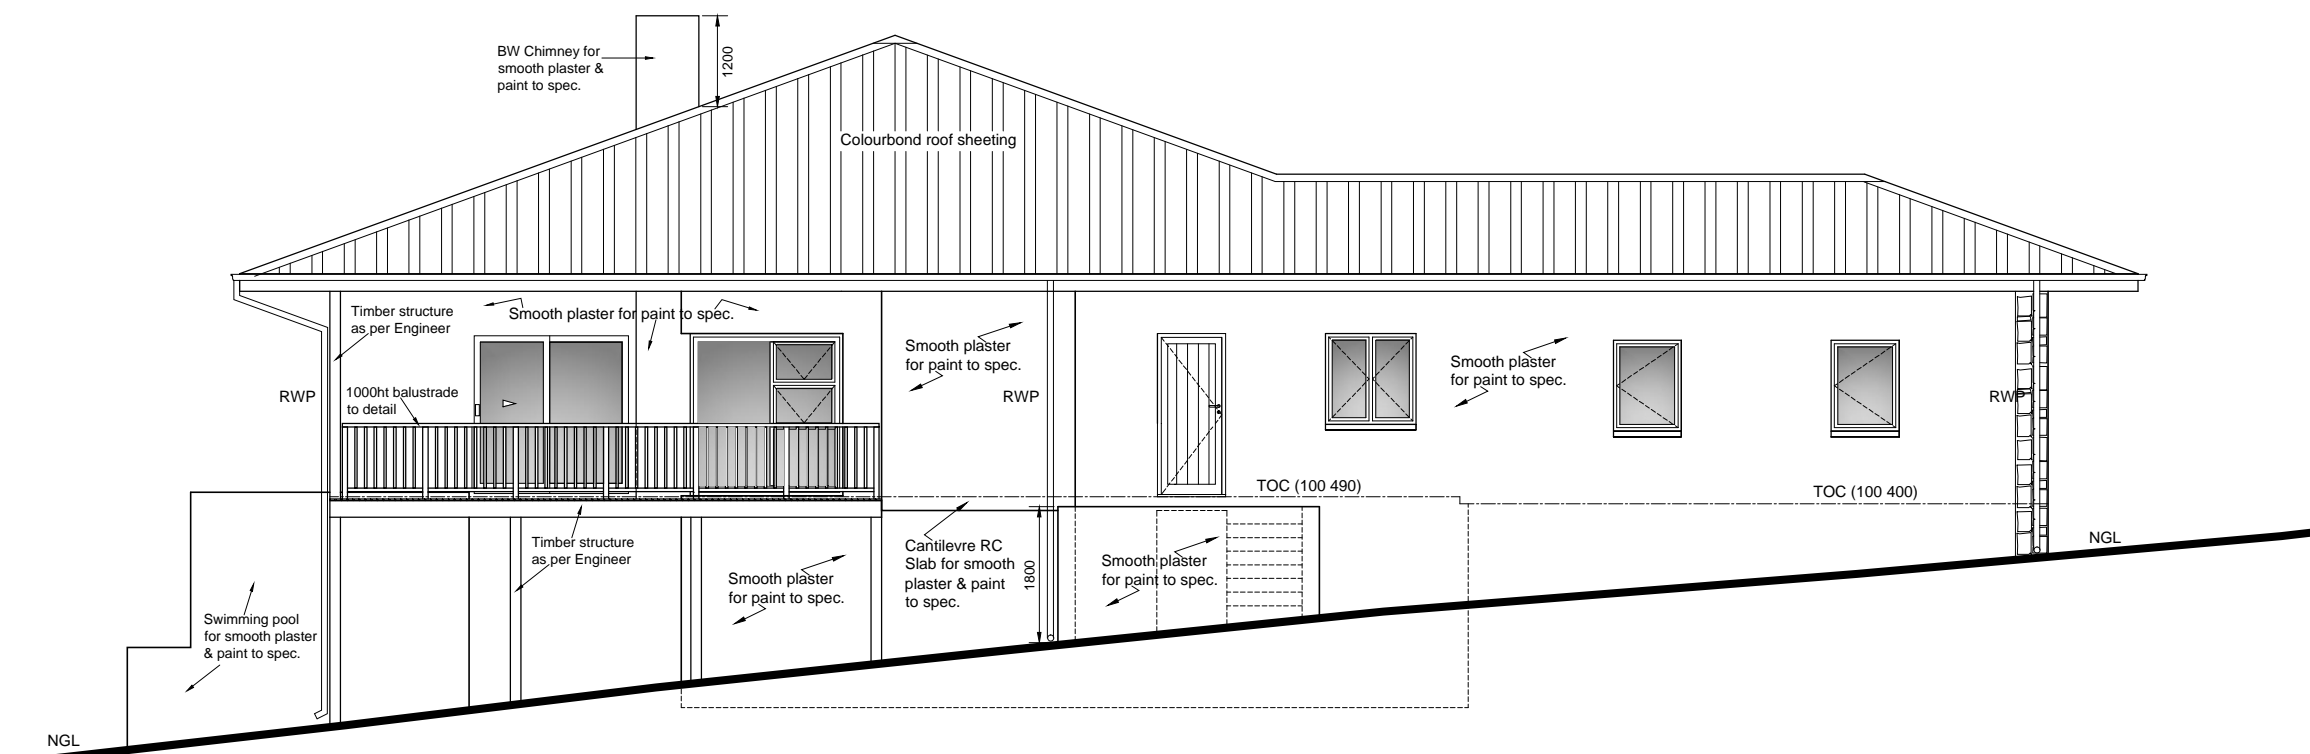 BW Chimney for
smooth plaster &
paint to spec.
1200
Colourbond roof sheeting
Timber structure
as per Engineer
Smooth plaster for paint to spec.
Smooth plaster
for paint to spec.
Smooth plaster
for paint to spec.
RWP
1000ht balustrade
to detail
RWP
RWP
TOC (100 490)
TOC (100 400)
Timber structure
as per Engineer
Cantilevre RC
Slab for smooth
plaster & paint
to spec.
1800
Smooth plaster
for paint to spec.
Smooth plaster
for paint to spec.
NGL
Swimming pool
for smooth plaster
& paint to spec.
NGL